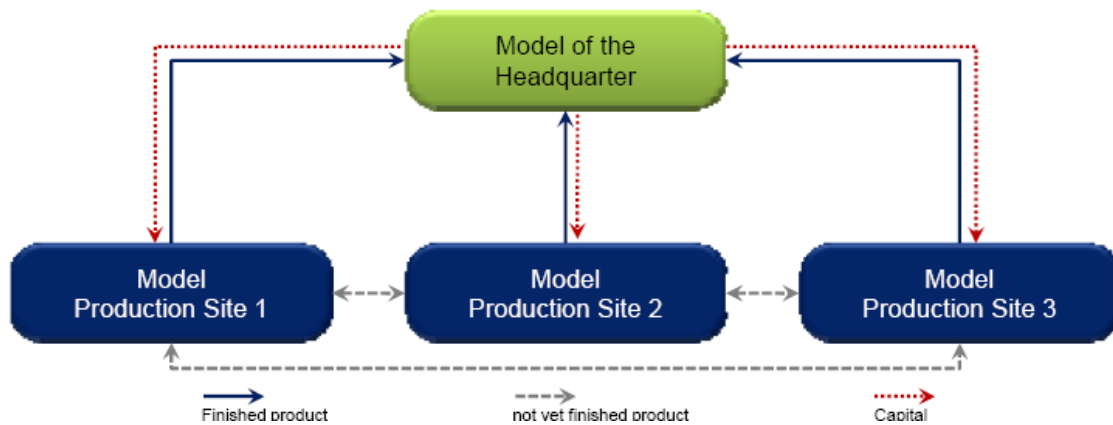 Model of the
Headquarter
Model
Production Site 1
Model
Production Site 2
Model
Production Site 3
Finished product
not yet finished product
Capital